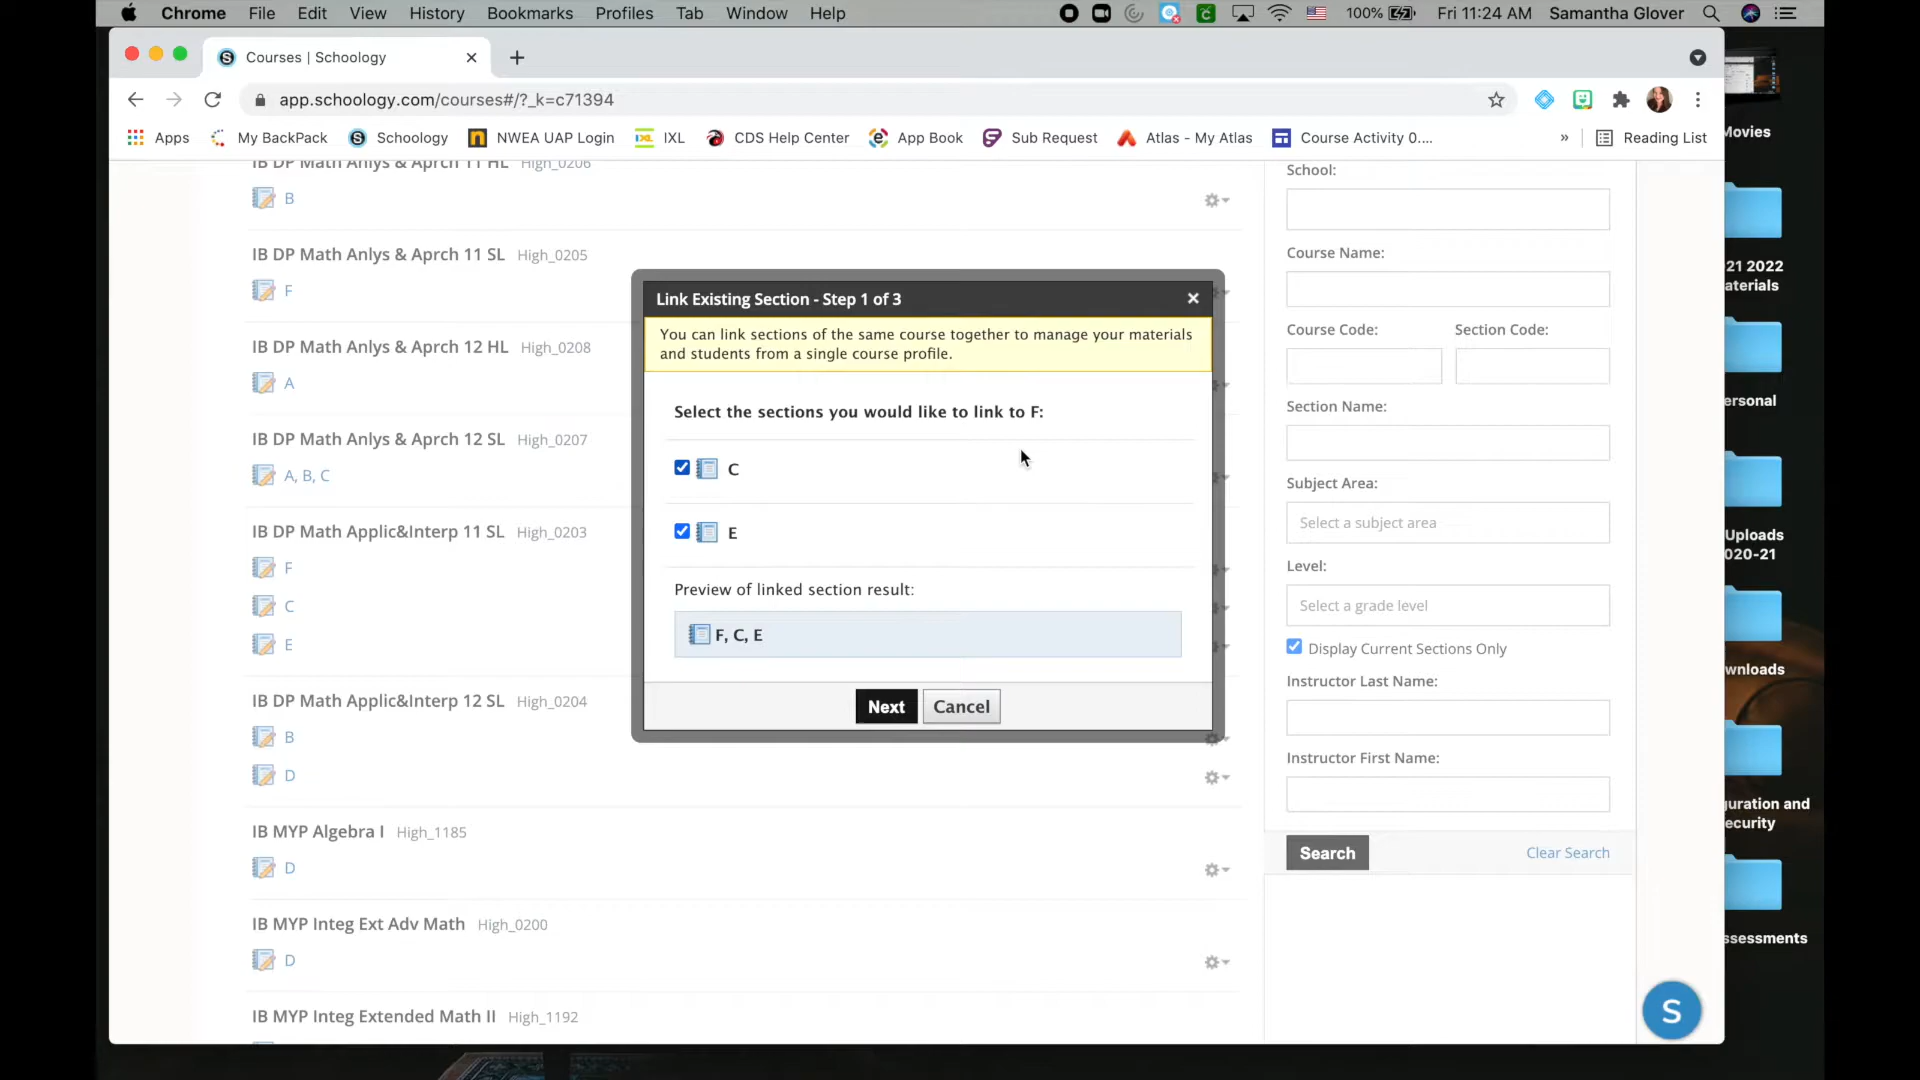 Chrome File Edit View History Bookmarks Profiles Tab Window Help 100% Fri 11:24 AM Samantha Glover
Courses | Schoology
app.schoology.com/courses#/?_k=c71394
Apps My BackPack Schoology NWEA UAP Login IXL CDS Help Center App Book Sub Request Atlas - My Atlas Course Activity 0.... » Reading List
IB DP Math Anlys & Aprch 11 HL High_0206
B
IB DP Math Anlys & Aprch 11 SL High_0205
F
IB DP Math Anlys & Aprch 12 HL High_0208
A
IB DP Math Anlys & Aprch 12 SL High_0207
A, B, C
IB DP Math Applic&Interp 11 SL High_0203
F
C
E
IB DP Math Applic&Interp 12 SL High_0204
B
D
IB MYP Algebra I High_1185
D
IB MYP Integ Ext Adv Math High_0200
D
IB MYP Integ Extended Math II High_1192
Link Existing Section - Step 1 of 3
You can link sections of the same course together to manage your materials
and students from a single course profile.
Select the sections you would like to link to F:
C
E
Preview of linked section result:
F, C, E
Next Cancel
School:
Course Name:
Course Code: Section Code:
Section Name:
Subject Area:
Select a subject area
Level:
Select a grade level
Display Current Sections Only
Instructor Last Name:
Instructor First Name:
Search Clear Search
S
Movies
21 2022
aterials
ersonal
Uploads
020-21
wnloads
guration and
ecurity
ssessments